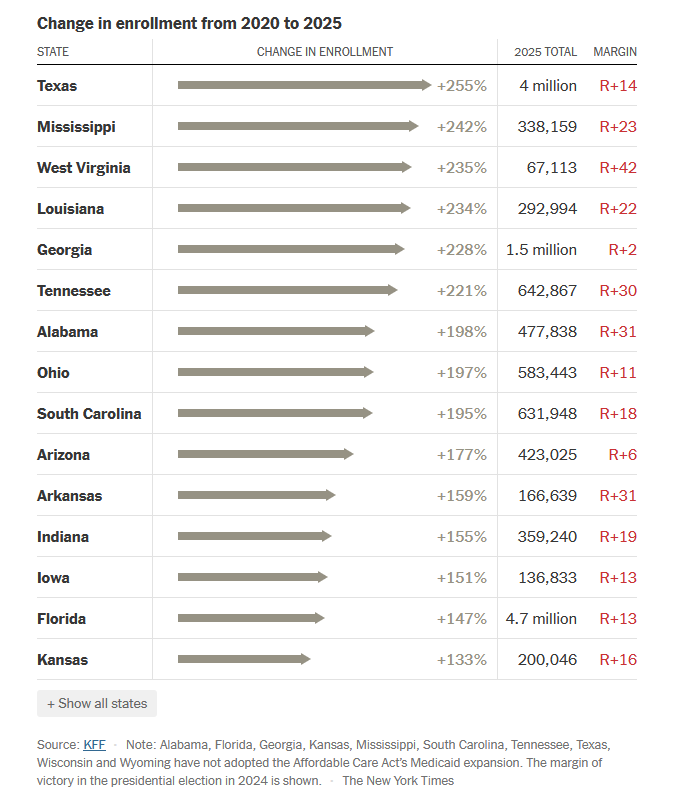 Change in enrollment from 2020 to 2025
STATE CHANGE IN ENROLLMENT 2025 TOTAL MARGIN
Texas +255% 4 million R+14
Mississippi +242% 338,159 R+23
West Virginia +235% 67,113 R+42
Louisiana +234% 292,994 R+22
Georgia +228% 1.5 million R+2
Tennessee +221% 642,867 R+30
Alabama +198% 477,838 R+31
Ohio +197% 583,443 R+11
South Carolina +195% 631,948 R+18
Arizona +177% 423,025 R+6
Arkansas +159% 166,639 R+31
Indiana +155% 359,240 R+19
Iowa +151% 136,833 R+13
Florida +147% 4.7 million R+13
Kansas +133% 200,046 R+16
+ Show all states
Source: KFF · Note: Alabama, Florida, Georgia, Kansas, Mississippi, South Carolina, Tennessee, Texas,
Wisconsin and Wyoming have not adopted the Affordable Care Act’s Medicaid expansion. The margin of
victory in the presidential election in 2024 is shown. · The New York Times